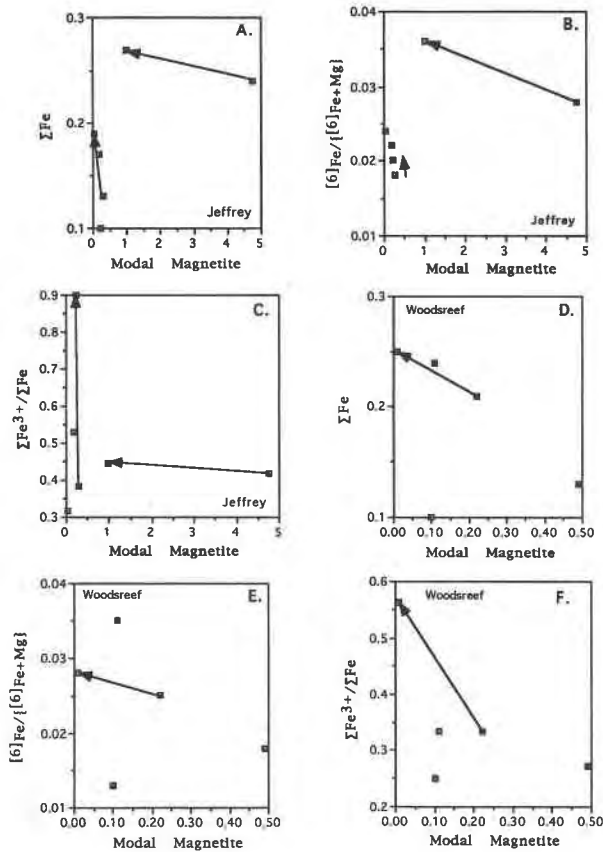 A.
0.3
0.2
0.1
ΣFe
0 1 2 3 4 5
Modal Magnetite
Jeffrey
B.
0.04
0.03
0.02
0.01
[6]Fe/{[6]Fe+Mg}
0 1 2 3 4 5
Modal Magnetite
Jeffrey
C.
0.9
0.8
0.7
0.6
0.5
0.4
0.3
ΣFe3+/ΣFe
0 1 2 3 4 5
Modal Magnetite
Jeffrey
Woodsreef
D.
0.3
0.2
0.1
ΣFe
0.00 0.10 0.20 0.30 0.40 0.50
Modal Magnetite
Woodsreef
E.
0.04
0.03
0.02
0.01
[6]Fe/{[6]Fe+Mg}
0.00 0.10 0.20 0.30 0.40 0.50
Modal Magnetite
Woodsreef
F.
0.6
0.5
0.4
0.3
0.2
ΣFe3+/ΣFe
0.00 0.10 0.20 0.30 0.40 0.50
Modal Magnetite